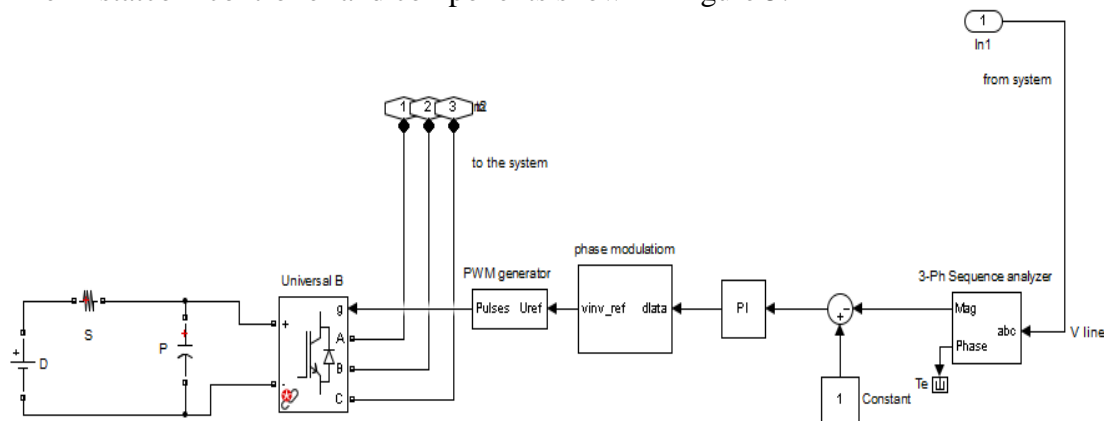 1
In1
from system
1 2 3
to the system
phase modulatiom
PWM generator
Universal B
3-Ph Sequence analyzer
g
Pulses Uref
vinv_ref dlata
PI
Mag
abc
Phase
V line
+
A
B
C
-
S
P
+
D
+
-
+
Te
1
Constant